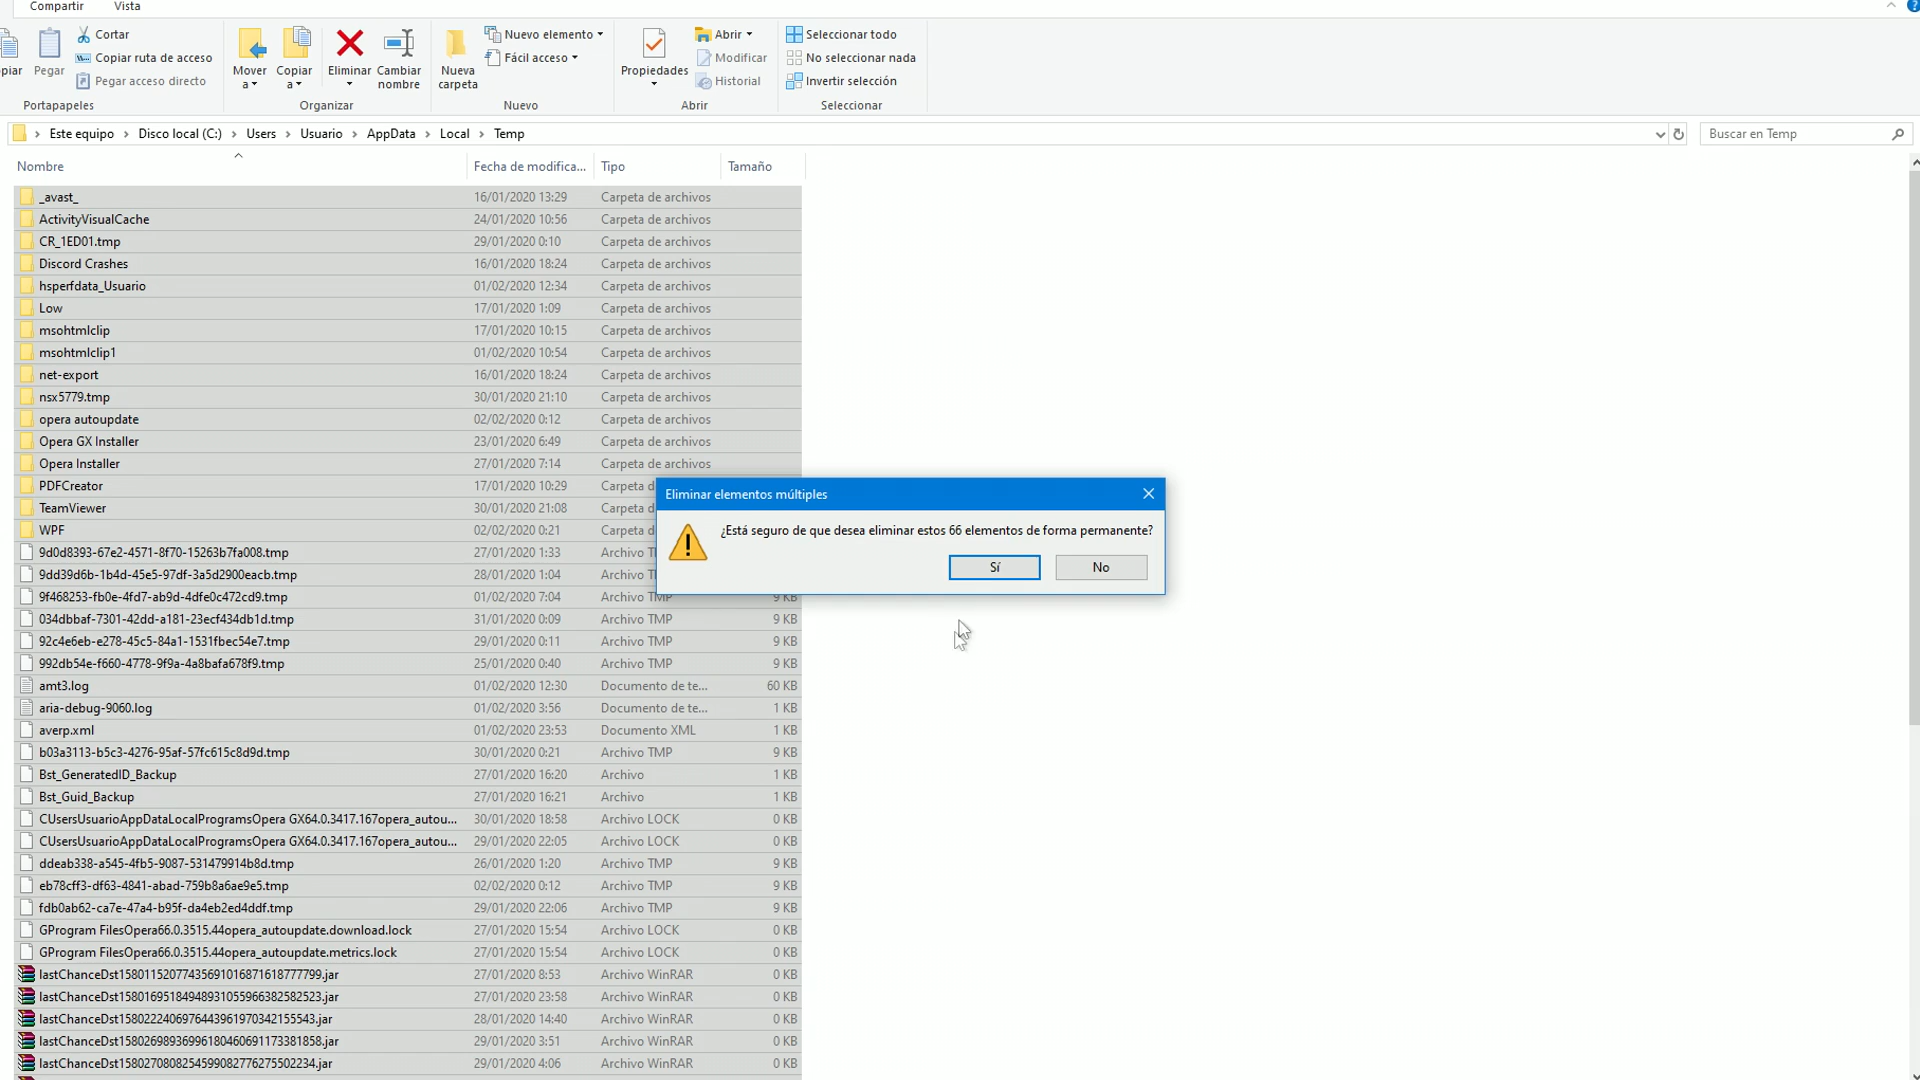 Compartir Vista
Cortar
Copiar ruta de acceso
Pegar acceso directo
piar Pegar
Portapapeles
Mover a Copiar a Eliminar Cambiar nombre
Organizar
Nueva carpeta
Nuevo elemento
Fácil acceso
Nuevo
Propiedades
Abrir
Modificar
Historial
Abrir
Seleccionar todo
No seleccionar nada
Invertir selección
Seleccionar
Este equipo > Disco local (C:) > Users > Usuario > AppData > Local > Temp
Buscar en Temp
Nombre Fecha de modifica... Tipo Tamaño
_avast_ 16/01/2020 13:29 Carpeta de archivos
ActivityVisualCache 24/01/2020 10:56 Carpeta de archivos
CR_1ED01.tmp 29/01/2020 0:10 Carpeta de archivos
Discord Crashes 16/01/2020 18:24 Carpeta de archivos
hsperfdata_Usuario 01/02/2020 12:34 Carpeta de archivos
Low 17/01/2020 1:09 Carpeta de archivos
msohtmlclip 17/01/2020 10:15 Carpeta de archivos
msohtmlclip1 01/02/2020 10:54 Carpeta de archivos
net-export 16/01/2020 18:24 Carpeta de archivos
nsx5779.tmp 30/01/2020 21:10 Carpeta de archivos
opera autoupdate 02/02/2020 0:12 Carpeta de archivos
Opera GX Installer 23/01/2020 6:49 Carpeta de archivos
Opera Installer 27/01/2020 7:14 Carpeta de archivos
PDFCreator 17/01/2020 10:29 Carpeta d
TeamViewer 30/01/2020 21:08 Carpeta d
WPF 02/02/2020 0:21 Carpeta d
9d0d8393-67e2-4571-8f70-15263b7fa008.tmp 27/01/2020 1:33 Archivo T
9dd39d6b-1b4d-45e5-97df-3a5d2900eacb.tmp 28/01/2020 1:04 Archivo T
9f468253-fb0e-4fd7-ab9d-4dfe0c472cd9.tmp 01/02/2020 7:04 Archivo TMP 9 KB
034dbbaf-7301-42dd-a181-23ecf434db1d.tmp 31/01/2020 0:09 Archivo TMP 9 KB
92c4e6eb-e278-45c5-84a1-1531fbec54e7.tmp 29/01/2020 0:11 Archivo TMP 9 KB
992db54e-f660-4778-9f9a-4a8bafa678f9.tmp 25/01/2020 0:40 Archivo TMP 9 KB
amt3.log 01/02/2020 12:30 Documento de te... 60 KB
aria-debug-9060.log 01/02/2020 3:56 Documento de te... 1 KB
averp.xml 01/02/2020 23:53 Documento XML 1 KB
b03a3113-b5c3-4276-95af-57fc615c8d9d.tmp 30/01/2020 0:21 Archivo TMP 9 KB
Bst_GeneratedID_Backup 27/01/2020 16:20 Archivo 1 KB
Bst_Guid_Backup 27/01/2020 16:21 Archivo 1 KB
CUsersUsuarioAppDataLocalProgramsOpera GX64.0.3417.167opera_autou... 30/01/2020 18:58 Archivo LOCK 0 KB
CUsersUsuarioAppDataLocalProgramsOpera GX64.0.3417.167opera_autou... 29/01/2020 22:05 Archivo LOCK 0 KB
ddeab338-a545-4fb5-9087-531479914b8d.tmp 26/01/2020 1:20 Archivo TMP 9 KB
eb78cff3-df63-4841-abad-759b8a6ae9e5.tmp 02/02/2020 0:12 Archivo TMP 9 KB
fdb0ab62-ca7e-47a4-b95f-da4eb2ed4ddf.tmp 29/01/2020 22:06 Archivo TMP 9 KB
GProgram FilesOpera66.0.3515.44opera_autoupdate.download.lock 27/01/2020 15:54 Archivo LOCK 0 KB
GProgram FilesOpera66.0.3515.44opera_autoupdate.metrics.lock 27/01/2020 15:54 Archivo LOCK 0 KB
lastChanceDst15801152077435691016871618777799.jar 27/01/2020 8:53 Archivo WinRAR 0 KB
lastChanceDst15801695184948931055966382582523.jar 27/01/2020 23:58 Archivo WinRAR 0 KB
lastChanceDst1580222406976443961970342155543.jar 28/01/2020 14:40 Archivo WinRAR 0 KB
lastChanceDst15802698936996180460691173381858.jar 29/01/2020 3:51 Archivo WinRAR 0 KB
lastChanceDst1580270808254599082776275502234.jar 29/01/2020 4:06 Archivo WinRAR 0 KB
Eliminar elementos múltiples
¿Está seguro de que desea eliminar estos 66 elementos de forma permanente?
Sí No